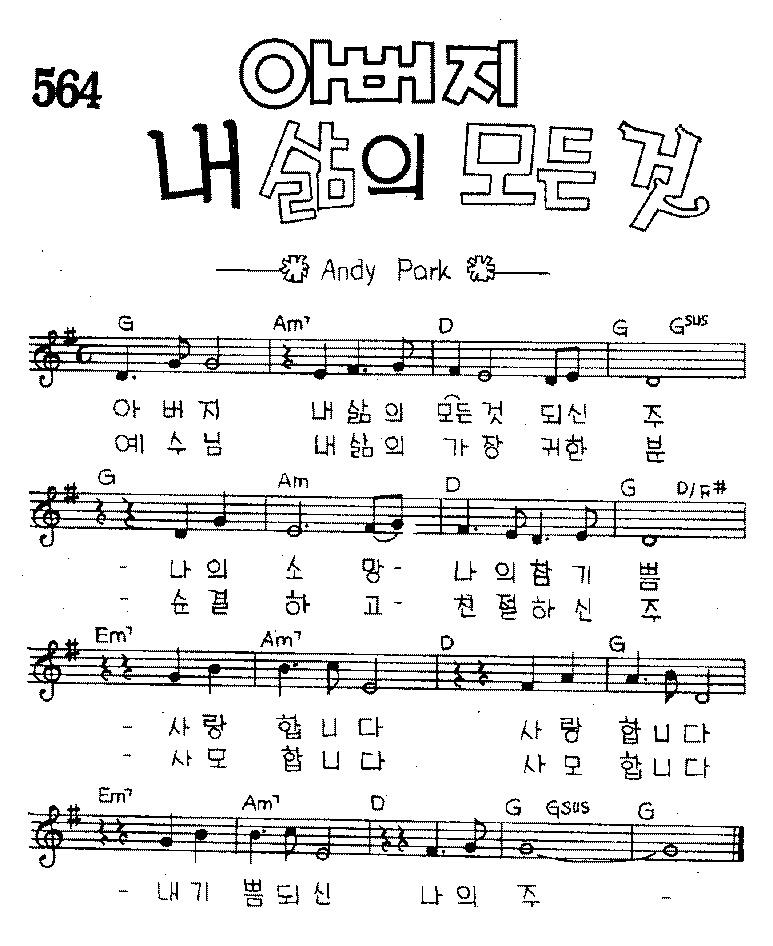 564
아버지
내 삶의 모든 것
Andy Park
G Am7 D G Gsus
아 버 지 내 삶 의 모든 것 되신 주
예 수 님 내 삶 의 가 장 귀한 분
G Am D G D/F#
- 나 의 소 망- 나 의 참 기 쁨
- 순 결 하 고- 친 절 하 신 주
Em7 Am7 D G
- 사 랑 합 니 다 사 랑 합 니 다
- 사 모 합 니 다 사 모 합 니 다
Em7 Am7 D G Gsus G
- 내 기 쁨 되 신 나 의 주 -